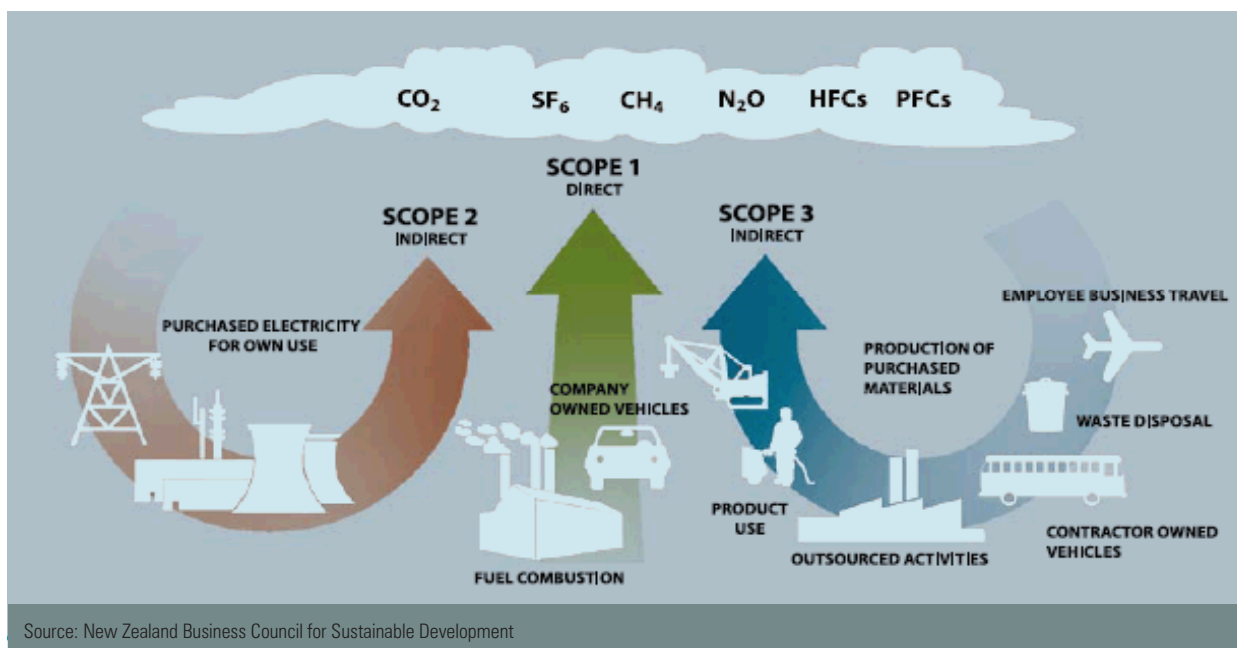 CO₂ SF₆ CH₄ N₂O HFCs PFCs
SCOPE 1
DIRECT
SCOPE 2
INDIRECT
SCOPE 3
INDIRECT
PURCHASED ELECTRICITY
FOR OWN USE
COMPANY
OWNED VEHICLES
FUEL COMBUSTION
EMPLOYEE BUSINESS TRAVEL
PRODUCTION OF
PURCHASED
MATERIALS
WASTE DISPOSAL
PRODUCT
USE
OUTSOURCED ACTIVITIES
CONTRACTOR OWNED
VEHICLES
Source: New Zealand Business Council for Sustainable Development